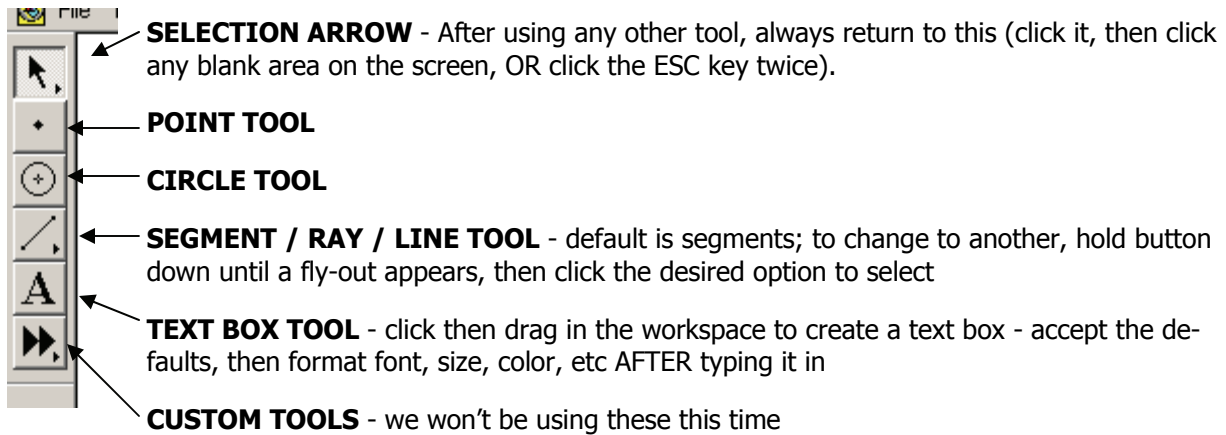 File
SELECTION ARROW - After using any other tool, always return to this (click it, then click
any blank area on the screen, OR click the ESC key twice).
POINT TOOL
CIRCLE TOOL
SEGMENT / RAY / LINE TOOL - default is segments; to change to another, hold button
down until a fly-out appears, then click the desired option to select
A
TEXT BOX TOOL - click then drag in the workspace to create a text box - accept the de-
faults, then format font, size, color, etc AFTER typing it in
CUSTOM TOOLS - we won’t be using these this time